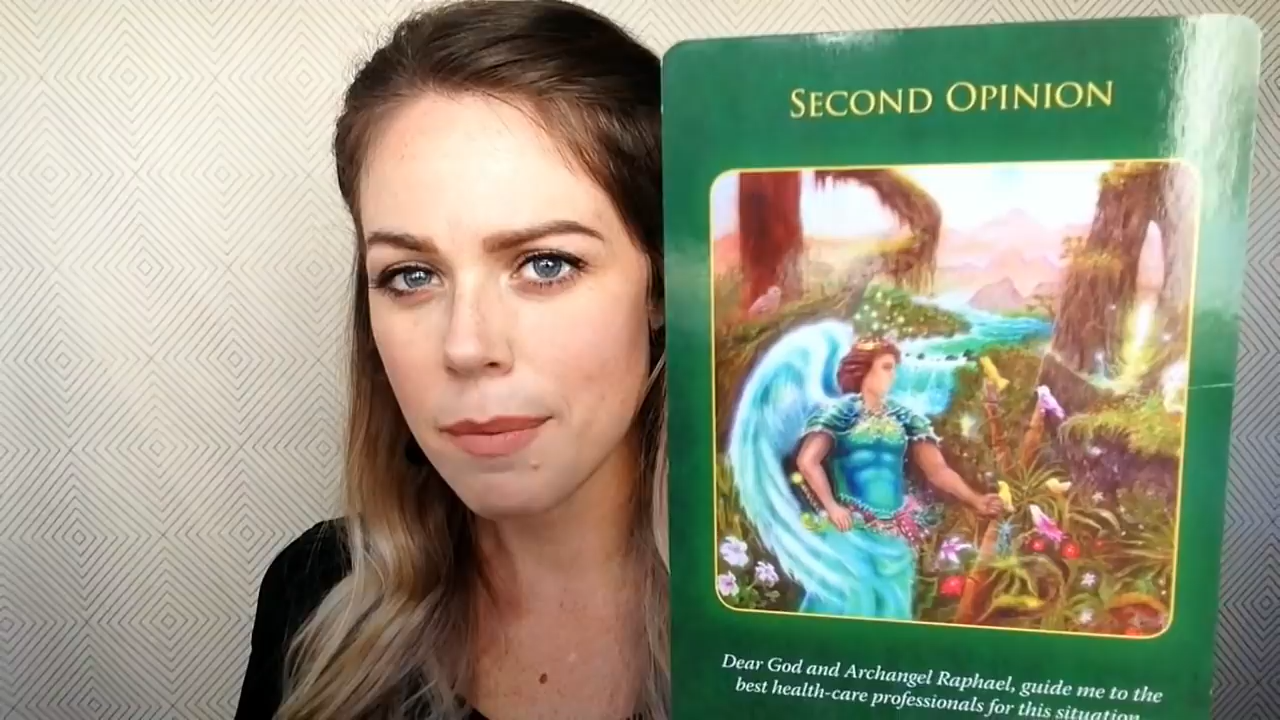 SECOND OPINION
Dear God and Archangel Raphael, guide me to the
best health-care professionals for this situation